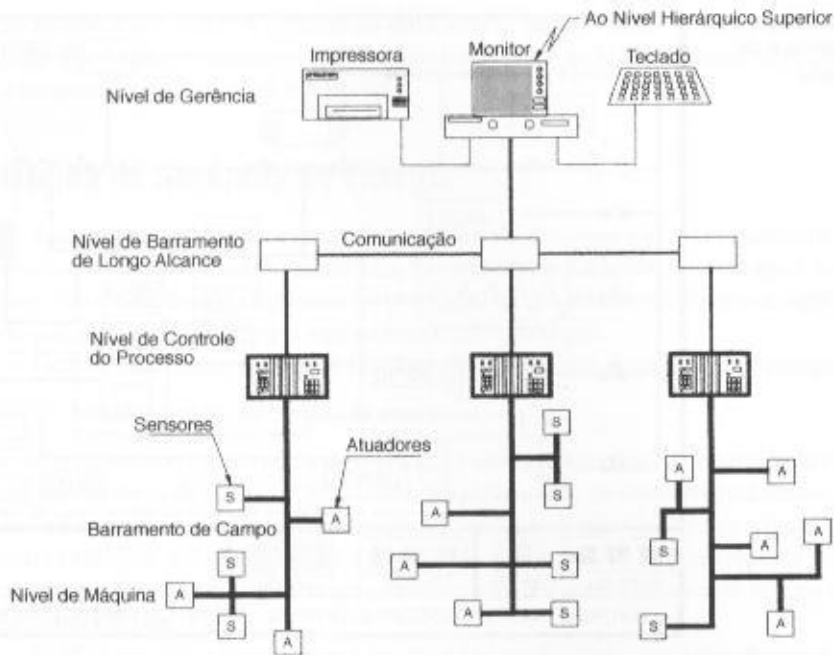 Ao Nível Hierárquico Superior
Impressora
Monitor
Teclado
Nível de Gerência
Nível de Barramento
de Longo Alcance
Comunicação
Nível de Controle
do Processo
Sensores
Atuadores
S
A
Barramento de Campo
S
A
S
Nível de Máquina
A
S
S
A
A
S
A
S
A
A
S
A
A
A
S
A
S